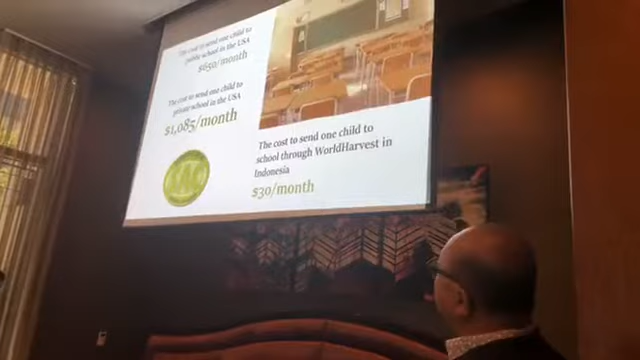 The cost to send one child to
public school in the USA
$650/month
The cost to send one child to
private school in the USA
$1,085/month
The cost to send one child to
school through WorldHarvest in
Indonesia
$30/month